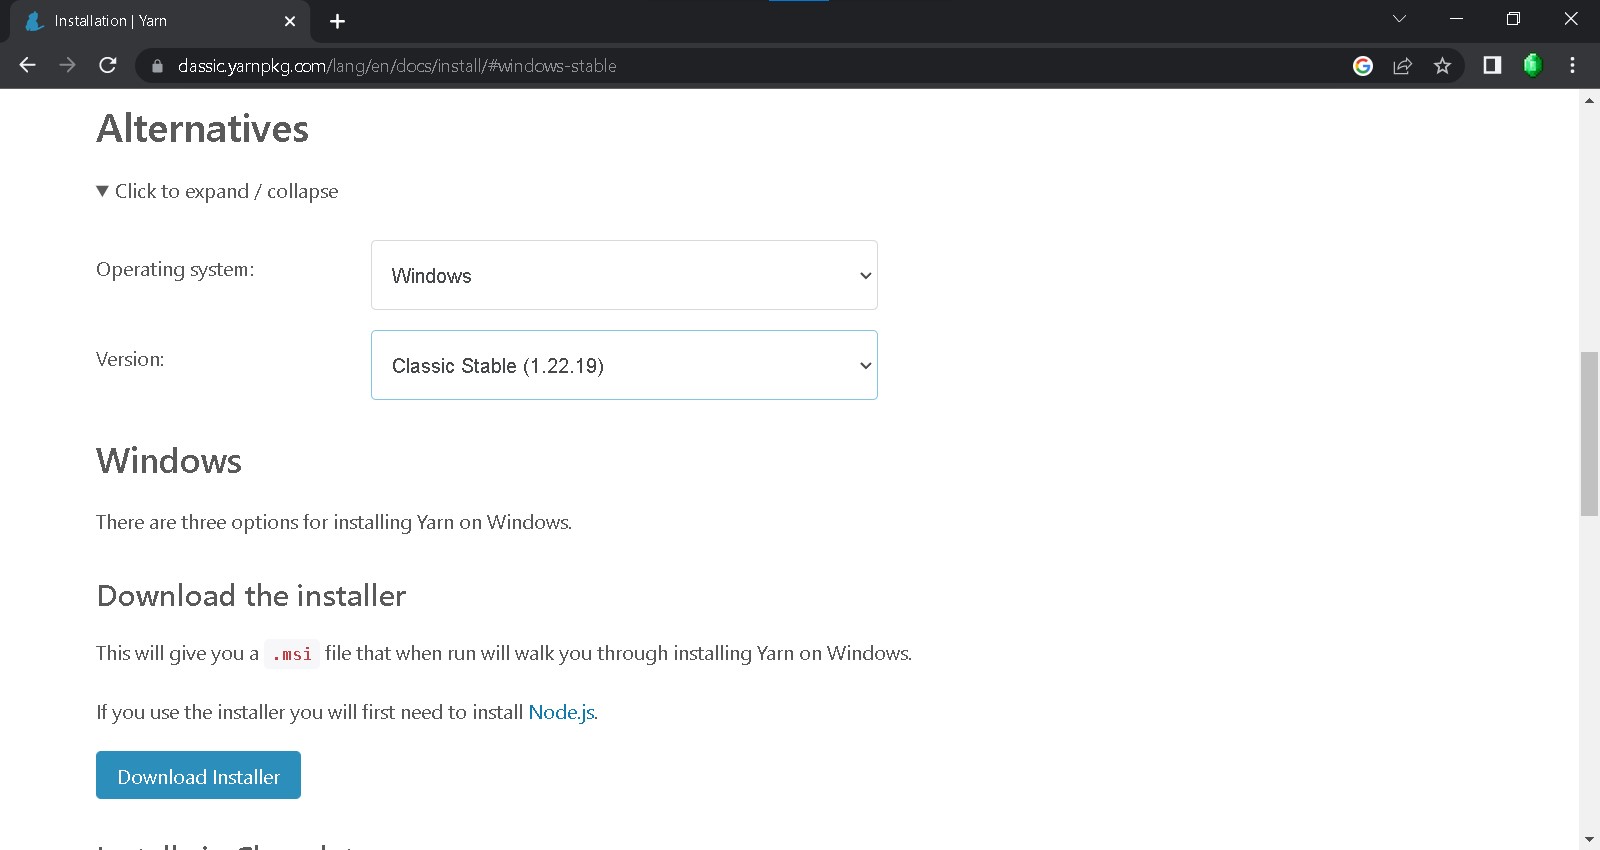 Installation | Yarn
classic.yarnpkg.com/lang/en/docs/install/#windows-stable
Alternatives
Click to expand / collapse
Operating system:
Windows
Version:
Classic Stable (1.22.19)
Windows
There are three options for installing Yarn on Windows.
Download the installer
This will give you a .msi file that when run will walk you through installing Yarn on Windows.
If you use the installer you will first need to install Node.js.
Download Installer